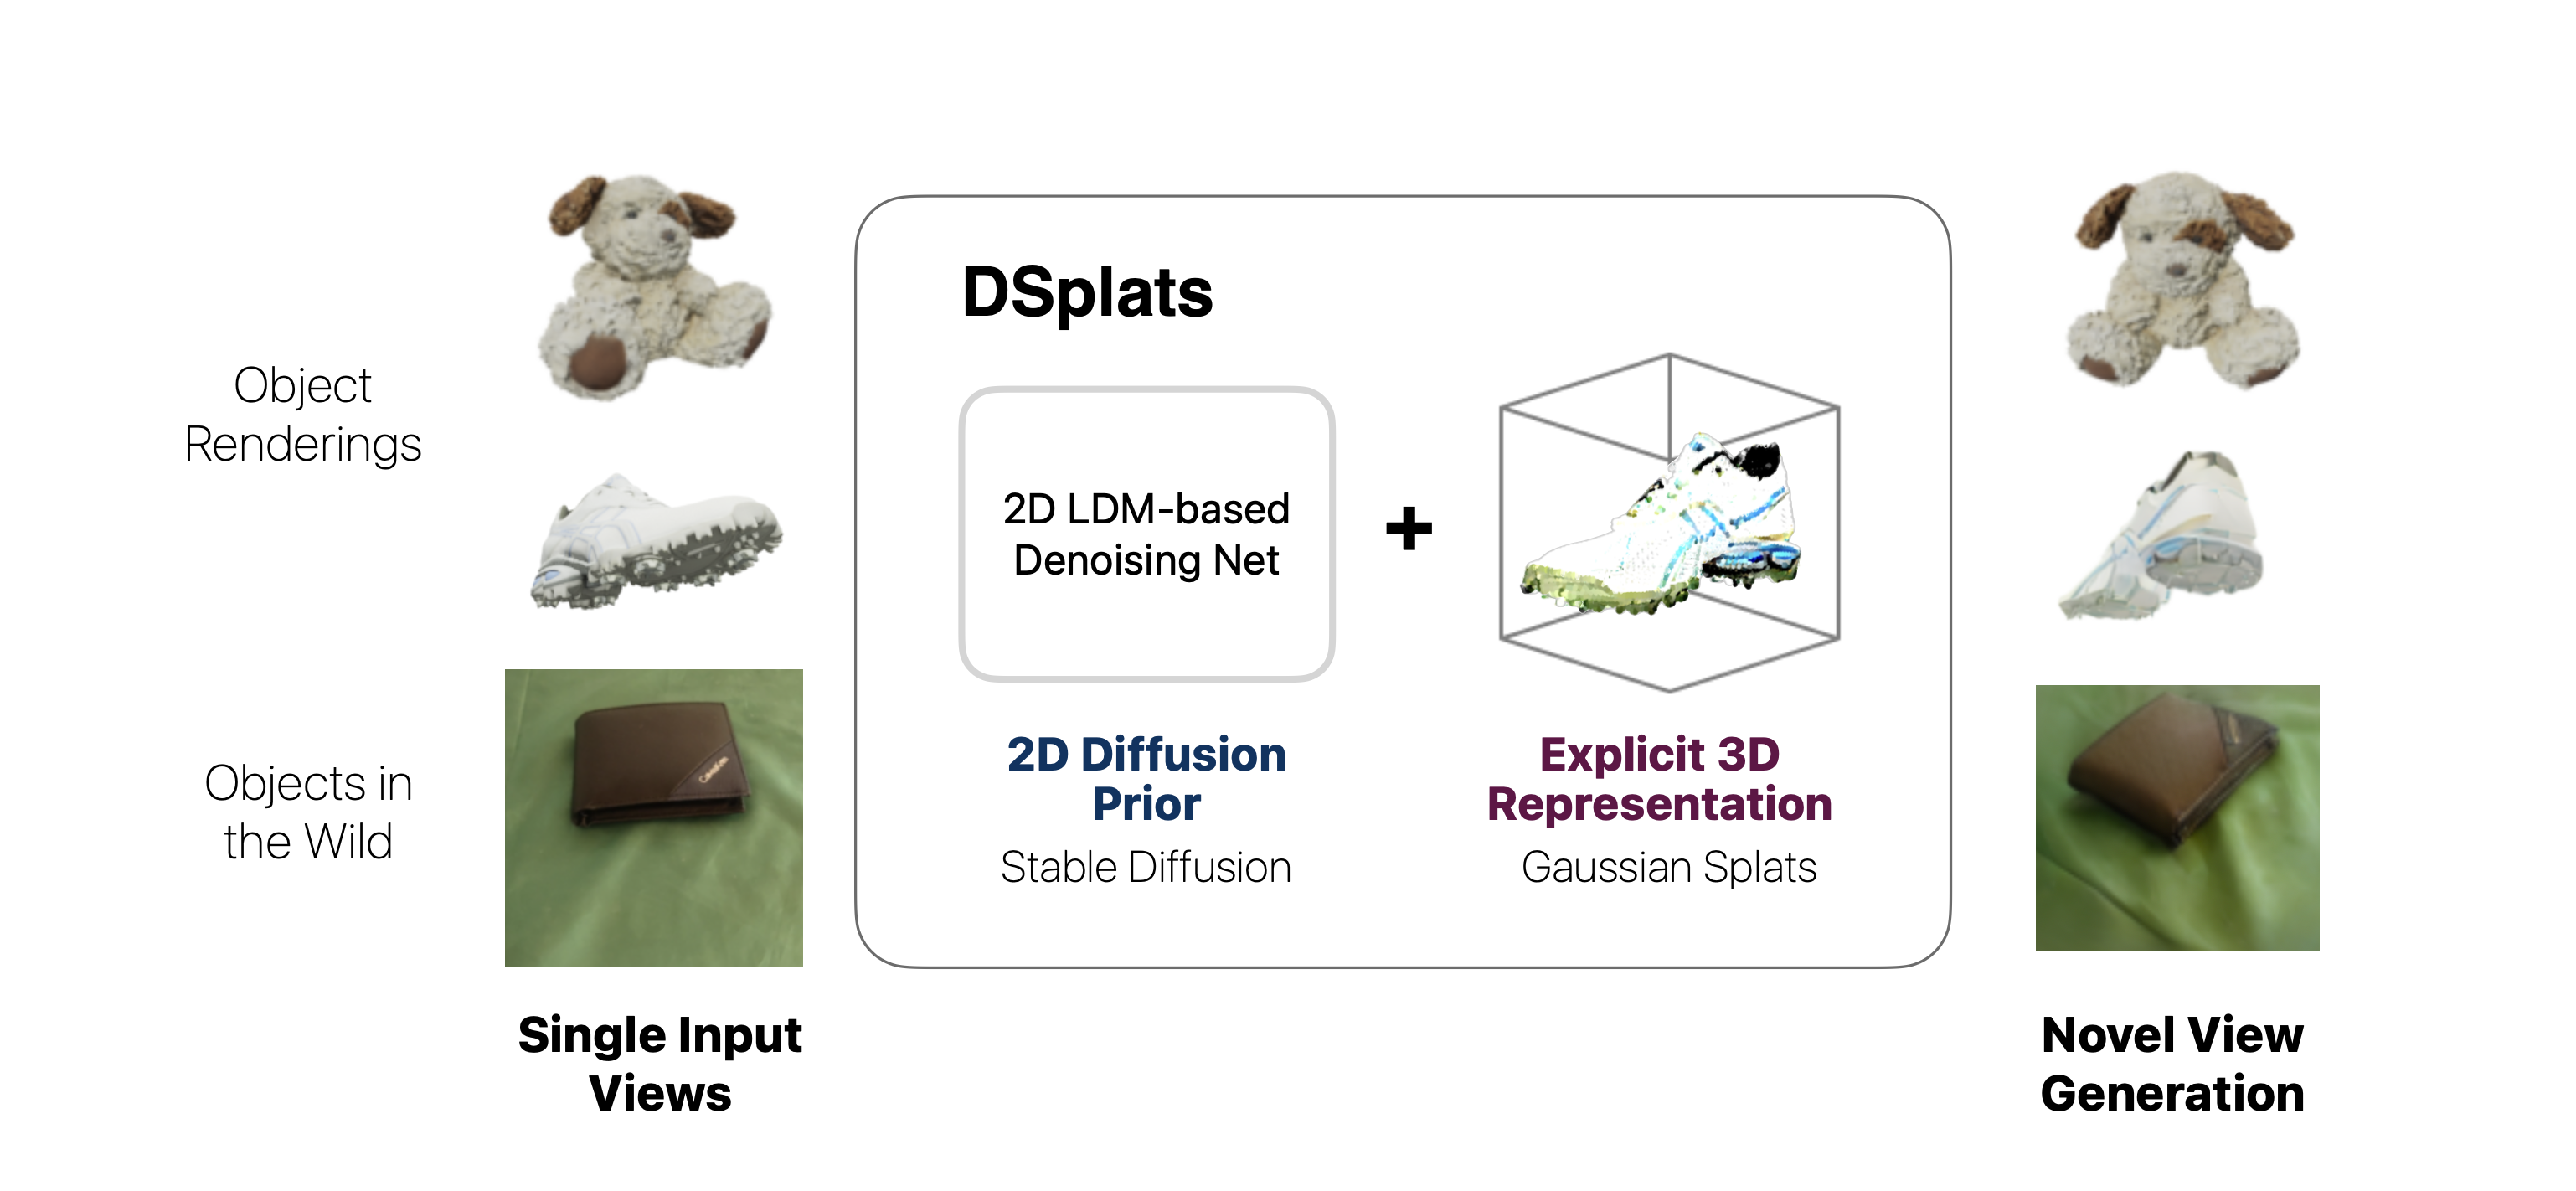 DSplats
Object
Renderings
2D LDM-based
Denoising Net
+
2D Diffusion
Prior
Stable Diffusion
Explicit 3D
Representation
Gaussian Splats
Objects in
the Wild
Single Input
Views
Novel View
Generation